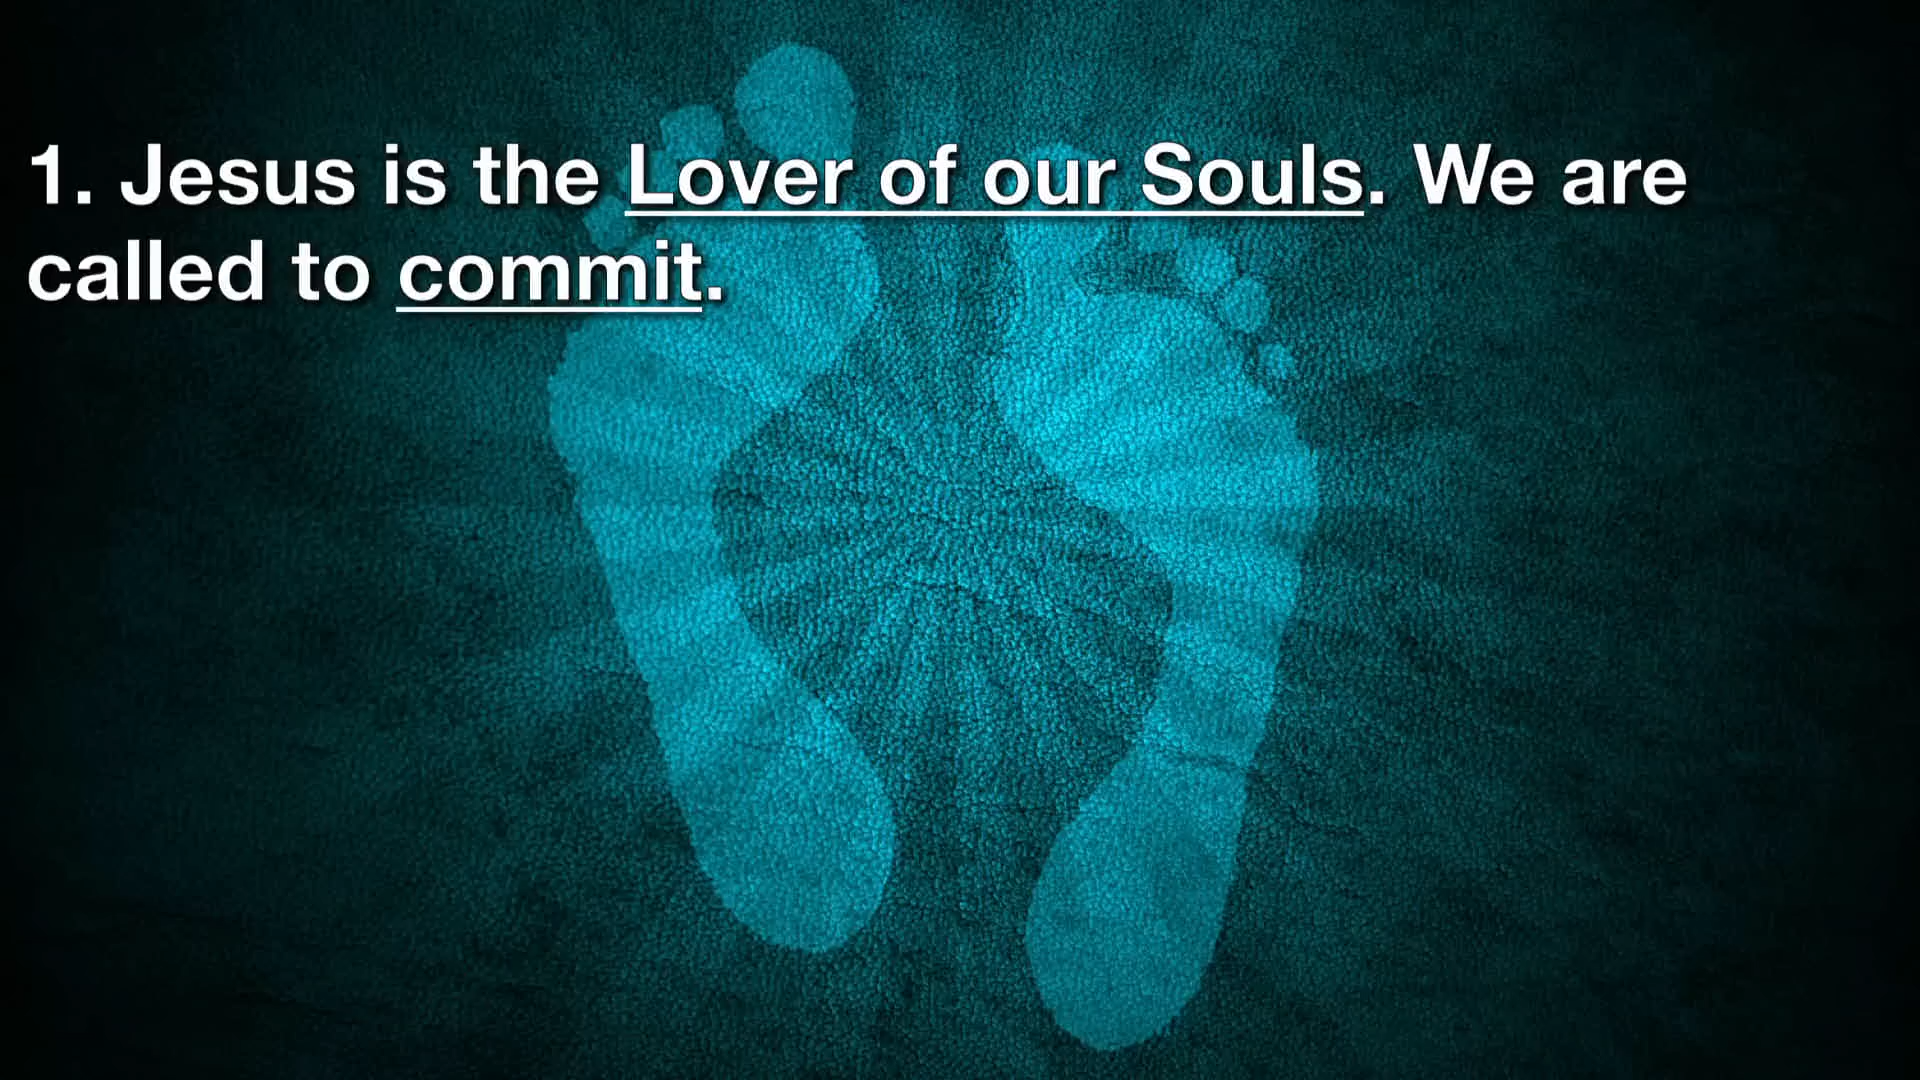 1. Jesus is the Lover of our Souls. We are
called to commit.